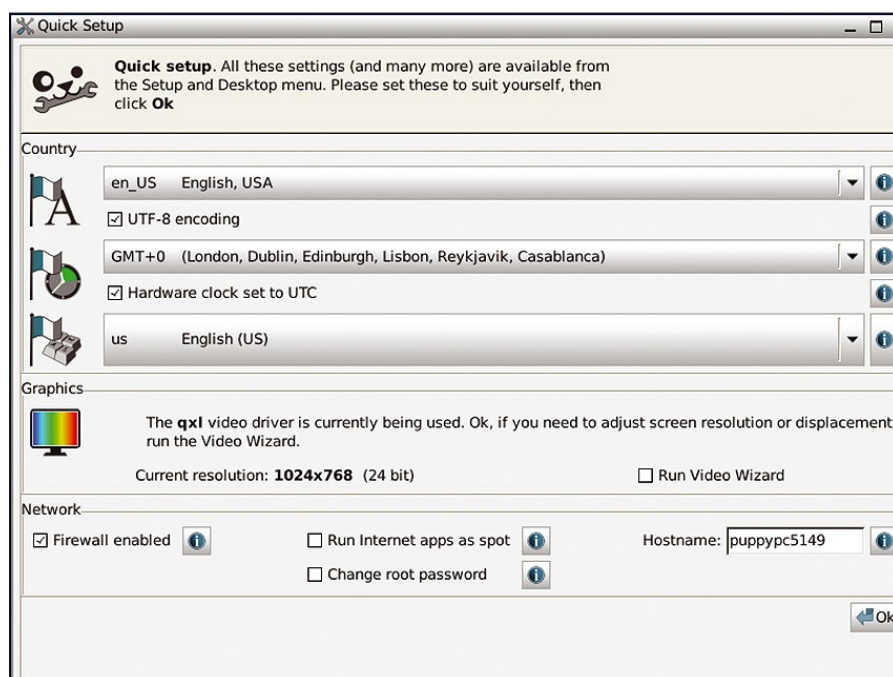 Quick Setup
Quick setup. All these settings (and many more) are available from
the Setup and Desktop menu. Please set these to suit yourself, then
click Ok
Country
en_US English, USA
UTF-8 encoding
GMT+0 (London, Dublin, Edinburgh, Lisbon, Reykjavik, Casablanca)
Hardware clock set to UTC
us English (US)
Graphics
The qxl video driver is currently being used. Ok, if you need to adjust screen resolution or displacement
run the Video Wizard.
Current resolution: 1024x768 (24 bit) Run Video Wizard
Network
Firewall enabled Run Internet apps as spot Hostname: puppypc5149
Change root password
Ok